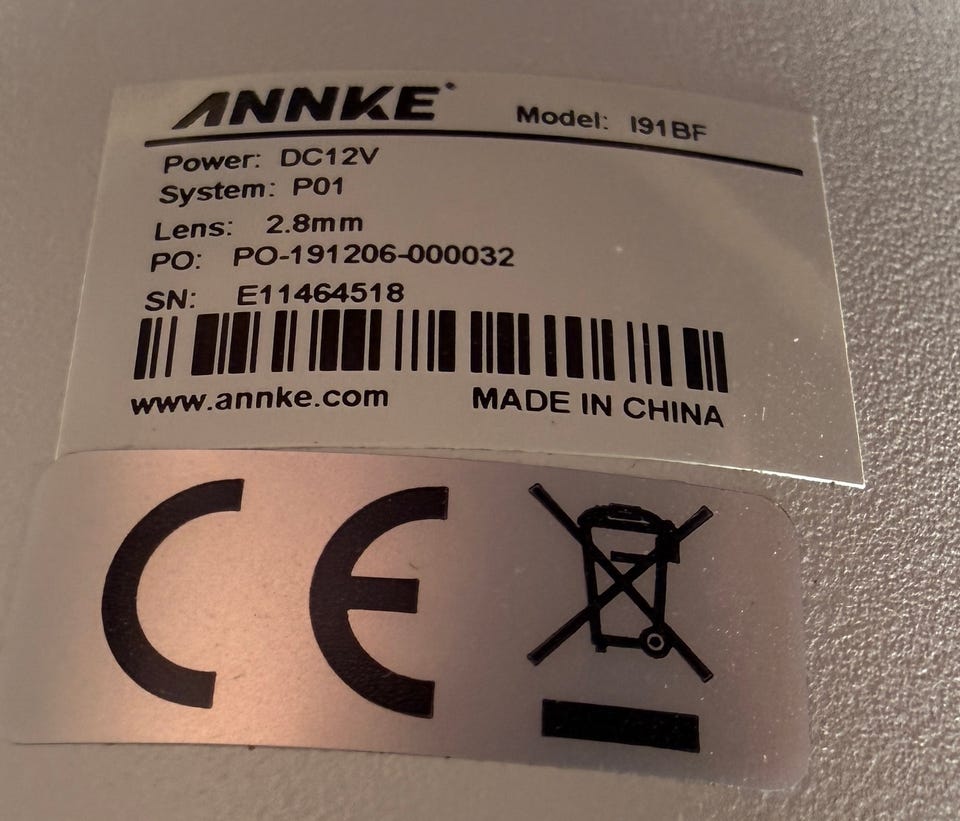 ANNKE Model: I91BF
Power: DC12V
System: P01
Lens: 2.8mm
PO: PO-191206-000032
SN: E11464518
www.annke.com MADE IN CHINA
CE